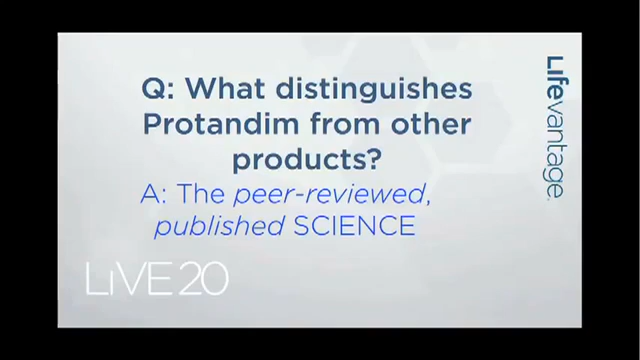 Q: What distinguishes
Protandim from other
products?
A: The peer-reviewed,
published SCIENCE
LiVE 20
Lifevantage